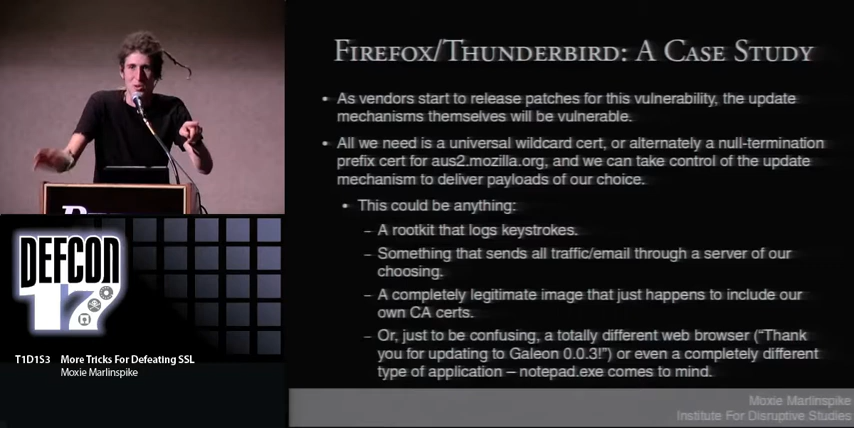 FIREFOX/THUNDERBIRD: A CASE STUDY
• As vendors start to release patches for this vulnerability, the update
mechanisms themselves will be vulnerable.
• All we need is a universal wildcard cert, or alternately a null-termination
prefix cert for aus2.mozilla.org, and we can take control of the update
mechanism to deliver payloads of our choice.
• This could be anything:
– A rootkit that logs keystrokes.
– Something that sends all traffic/email through a server of our
choosing.
– A completely legitimate image that just happens to include our
own CA certs.
– Or, just to be confusing, a totally different web browser ("Thank
you for updating to Galeon 0.0.3!") or even a completely different
type of application – notepad.exe comes to mind.
DEFCON
17
T1D1S3 More Tricks For Defeating SSL
Moxie Marlinspike
Moxie Marlinspike
Institute For Disruptive Studies